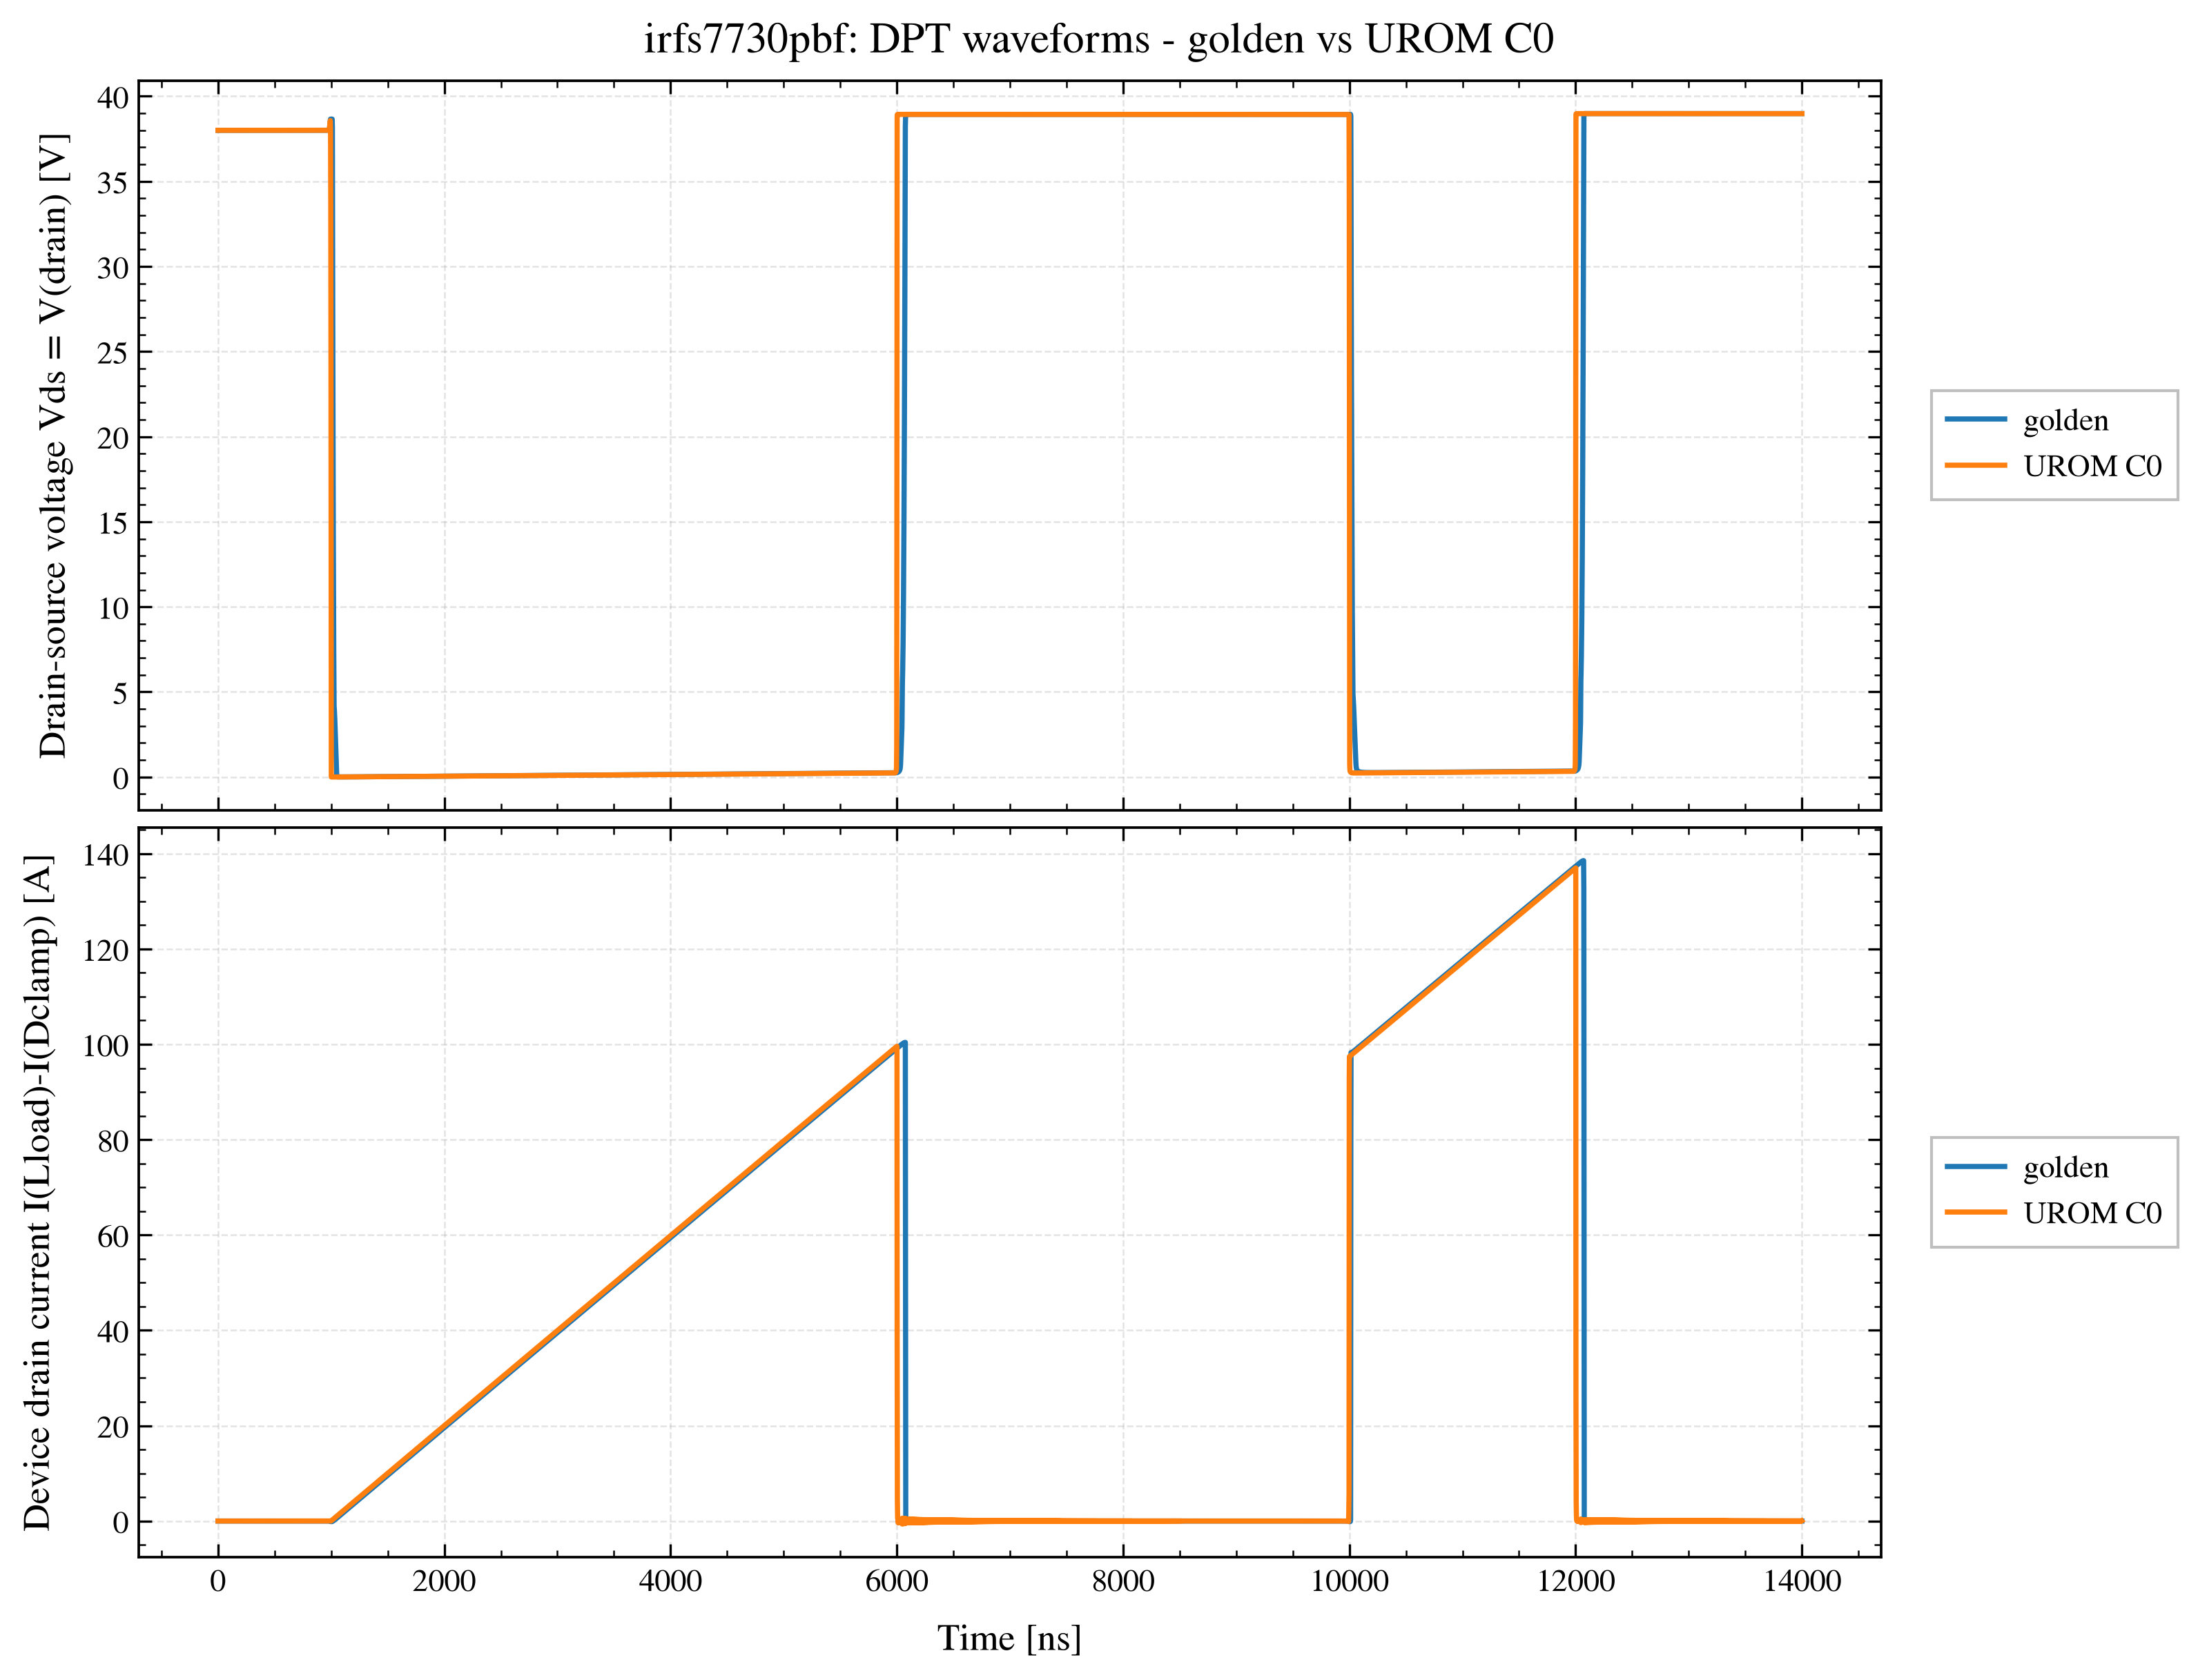 irfs7730pbf: DPT waveforms - golden vs UROM C0
Drain-source voltage Vds = V(drain) [V]
40
35
30
25
20
15
10
5
0
golden
UROM C0
Device drain current I(Lload)-I(Dclamp) [A]
140
120
100
80
60
40
20
0
golden
UROM C0
0 2000 4000 6000 8000 10000 12000 14000
Time [ns]